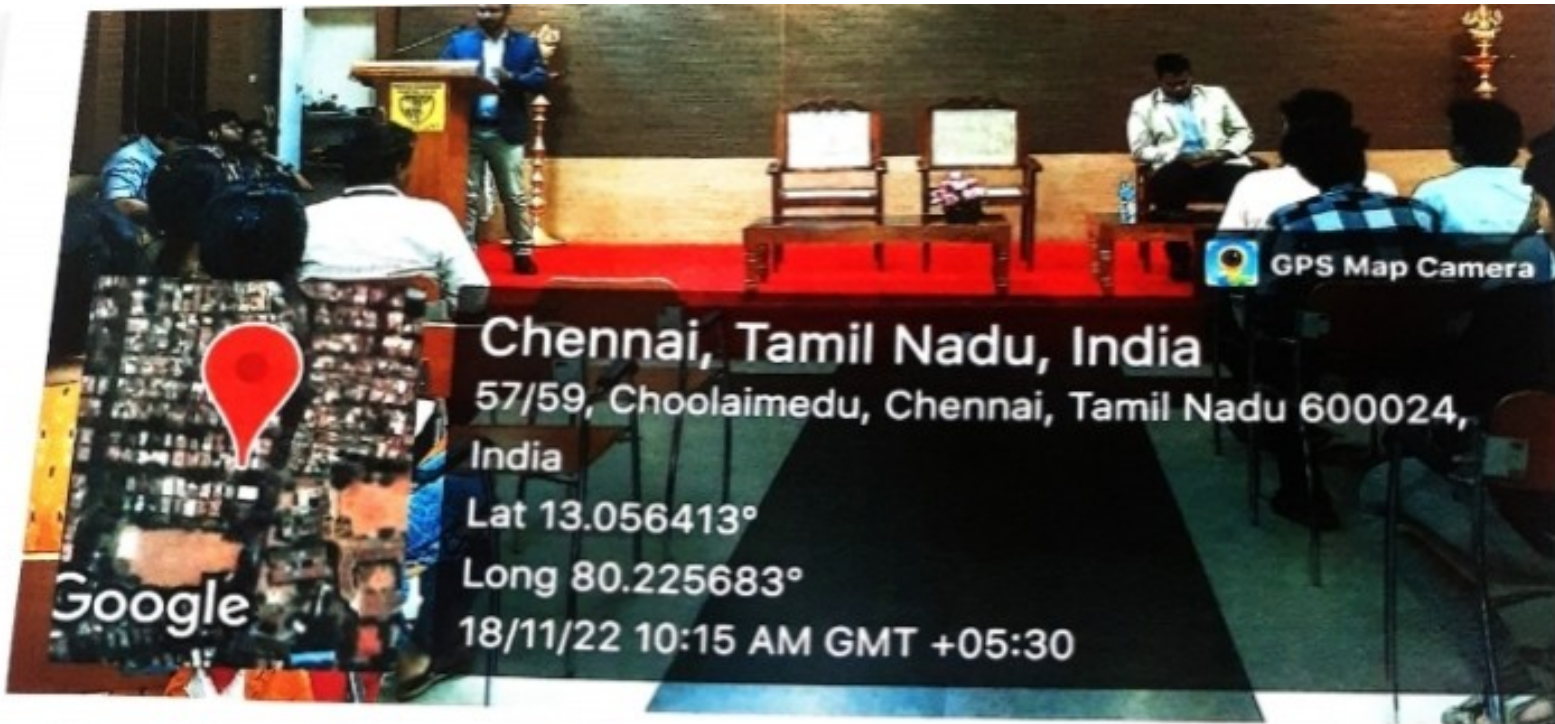 GPS Map Camera
Chennai, Tamil Nadu, India
57/59, Choolaimedu, Chennai, Tamil Nadu 600024,
India
Lat 13.056413°
Long 80.225683°
18/11/22 10:15 AM GMT +05:30
Google